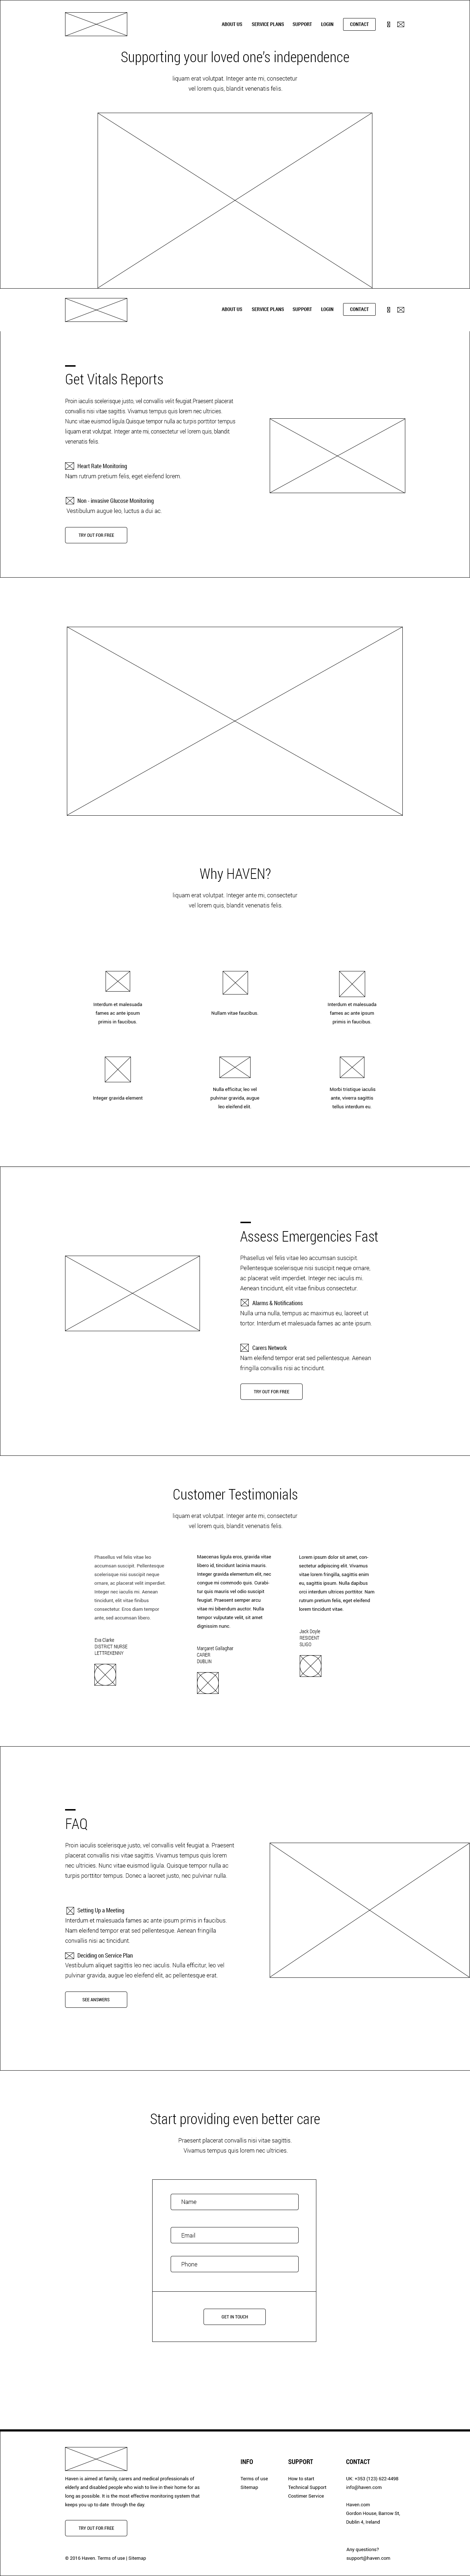 ABOUT US SERVICE PLANS SUPPORT LOGIN CONTACT
Supporting your loved one's independence
liquam erat volutpat. Integer ante mi, consectetur
vel lorem quis, blandit venenatis felis.
ABOUT US SERVICE PLANS SUPPORT LOGIN CONTACT
Get Vitals Reports
Proin iaculis scelerisque justo, vel convallis velit feugiat.Praesent placerat
convallis nisi vitae sagittis. Vivamus tempus quis lorem nec ultricies.
Nunc vitae euismod ligula Quisque tempor nulla ac turpis porttitor tempus
liquam erat volutpat. Integer ante mi, consectetur vel lorem quis, blandit
venenatis felis.
Heart Rate Monitoring
Nam rutrum pretium felis, eget eleifend lorem.
Non - invasive Glucose Monitoring
Vestibulum augue leo, luctus a dui ac.
TRY OUT FOR FREE
Why HAVEN?
liquam erat volutpat. Integer ante mi, consectetur
vel lorem quis, blandit venenatis felis.
Interdum et malesuada
fames ac ante ipsum
primis in faucibus.
Nullam vitae faucibus.
Interdum et malesuada
fames ac ante ipsum
primis in faucibus.
Integer gravida element
Nulla efficitur, lec vel
pulvinar gravida, augue
leo eleifend elit.
Morbi tristique iaculis
ante, viverra sagittis
tellus interdum eu.
Assess Emergencies Fast
Phasellus vel felis vitae leo accumsan suscipit.
Pellentesque scelerisque nisi suscipit neque ornare,
ac placerat velit imperdiet. Integer nec iaculis mi.
Aenean tincidunt, elit vitae finibus consectetur.
Alarms & Notifications
Nulla urna nulla, tempus ac maximus eu, laoreet ut
tortor. Interdum et malesuada fames ac ante ipsum.
Carers Network
Nam eleifend tempor erat sed pellentesque. Aenean
fringilla convallis nisi ac tincidunt.
TRY OUT FOR FREE
Customer Testimonials
liquam erat volutpat. Integer ante mi, consectetur
vel lorem quis, blandit venenatis felis.
Phasellus vel felis vitae leo
accumsan suscipit. Pellentesque
scelerisque nisi suscipit neque
ornare, ac placerat velit imperdiet.
Integer nec iaculis mi. Aenean
tincidunt, elit vitae finibus
consectetur. Eros diam tempor
ante, sed accumsan libero.
Eva Clarke
DISTRICT NURSE
LETTREKENNY
Maecenas ligula eros, gravida vitae
libero id, tincidunt lacinia mauris.
Integer gravida elementum elit, nec
congue mi commodo quis. Curabi-
tur quis mauris vel odio suscipit
feugiat. Praesent semper arcu
vitae mi biberdum auctor. Nulla
tempor vulputate velit, sit amet
dignissim nunc.
Margaret Gallaghar
CARER
DUBLIN
Lorem ipsum dolor sit amet, con-
sectetur adipiscing elit. Vivamus
vitae lorem fringilla, sagittis enim
eu, sagittis ipsum. Nulla dapibus
orci interdum ultrices porttitor. Nam
rutrum pretium felis, eget eleifend
lorem tincidunt vitae.
Jack Doyle
RESIDENT
SLIGO
FAQ
Proin iaculis scelerisque justo, vel convallis velit feugiat a. Praesent
placerat convallis nisi vitae sagittis. Vivamus tempus quis lorem
nec ultricies. Nunc vitae euismod ligula. Quisque tempor nulla ac
turpis porttitor tempus. Donec a laoreet justo, nec pulvinar nulla.
Setting Up a Meeting
Interdum et malesuada fames ac ante ipsum primis in faucibus.
Nam eleifend tempor erat sed pellentesque. Aenean fringilla
convallis nisi ac tincidunt.
Deciding on Service Plan
Vestibulum aliquet sagittis leo nec iaculis. Nulla efficitur, leo vel
pulvinar gravida, augue leo eleifend elit, ac pellentesque erat.
SEE ANSWERS
Start providing even better care
Praesent placerat convallis nisi vitae sagittis.
Vivamus tempus quis lorem nec ultricies.
Name
Email
Phone
GET IN TOUCH
Haven is aimed at family, carers and medical professionals of
elderly and disabled people who wish to live in their home for as
long as possible. It is the most effective monitoring system that
keeps you up to date through the day.
TRY OUT FOR FREE
© 2016 Haven. Terms of use | Sitemap
INFO
Terms of use
Sitemap
SUPPORT
How to start
Technical Support
Costimer Service
CONTACT
UK: +353 (123) 622-4498
info@haven.com
Haven.com
Gordon House, Barrow St,
Dublin 4, Ireland
Any questions?
support@haven.com